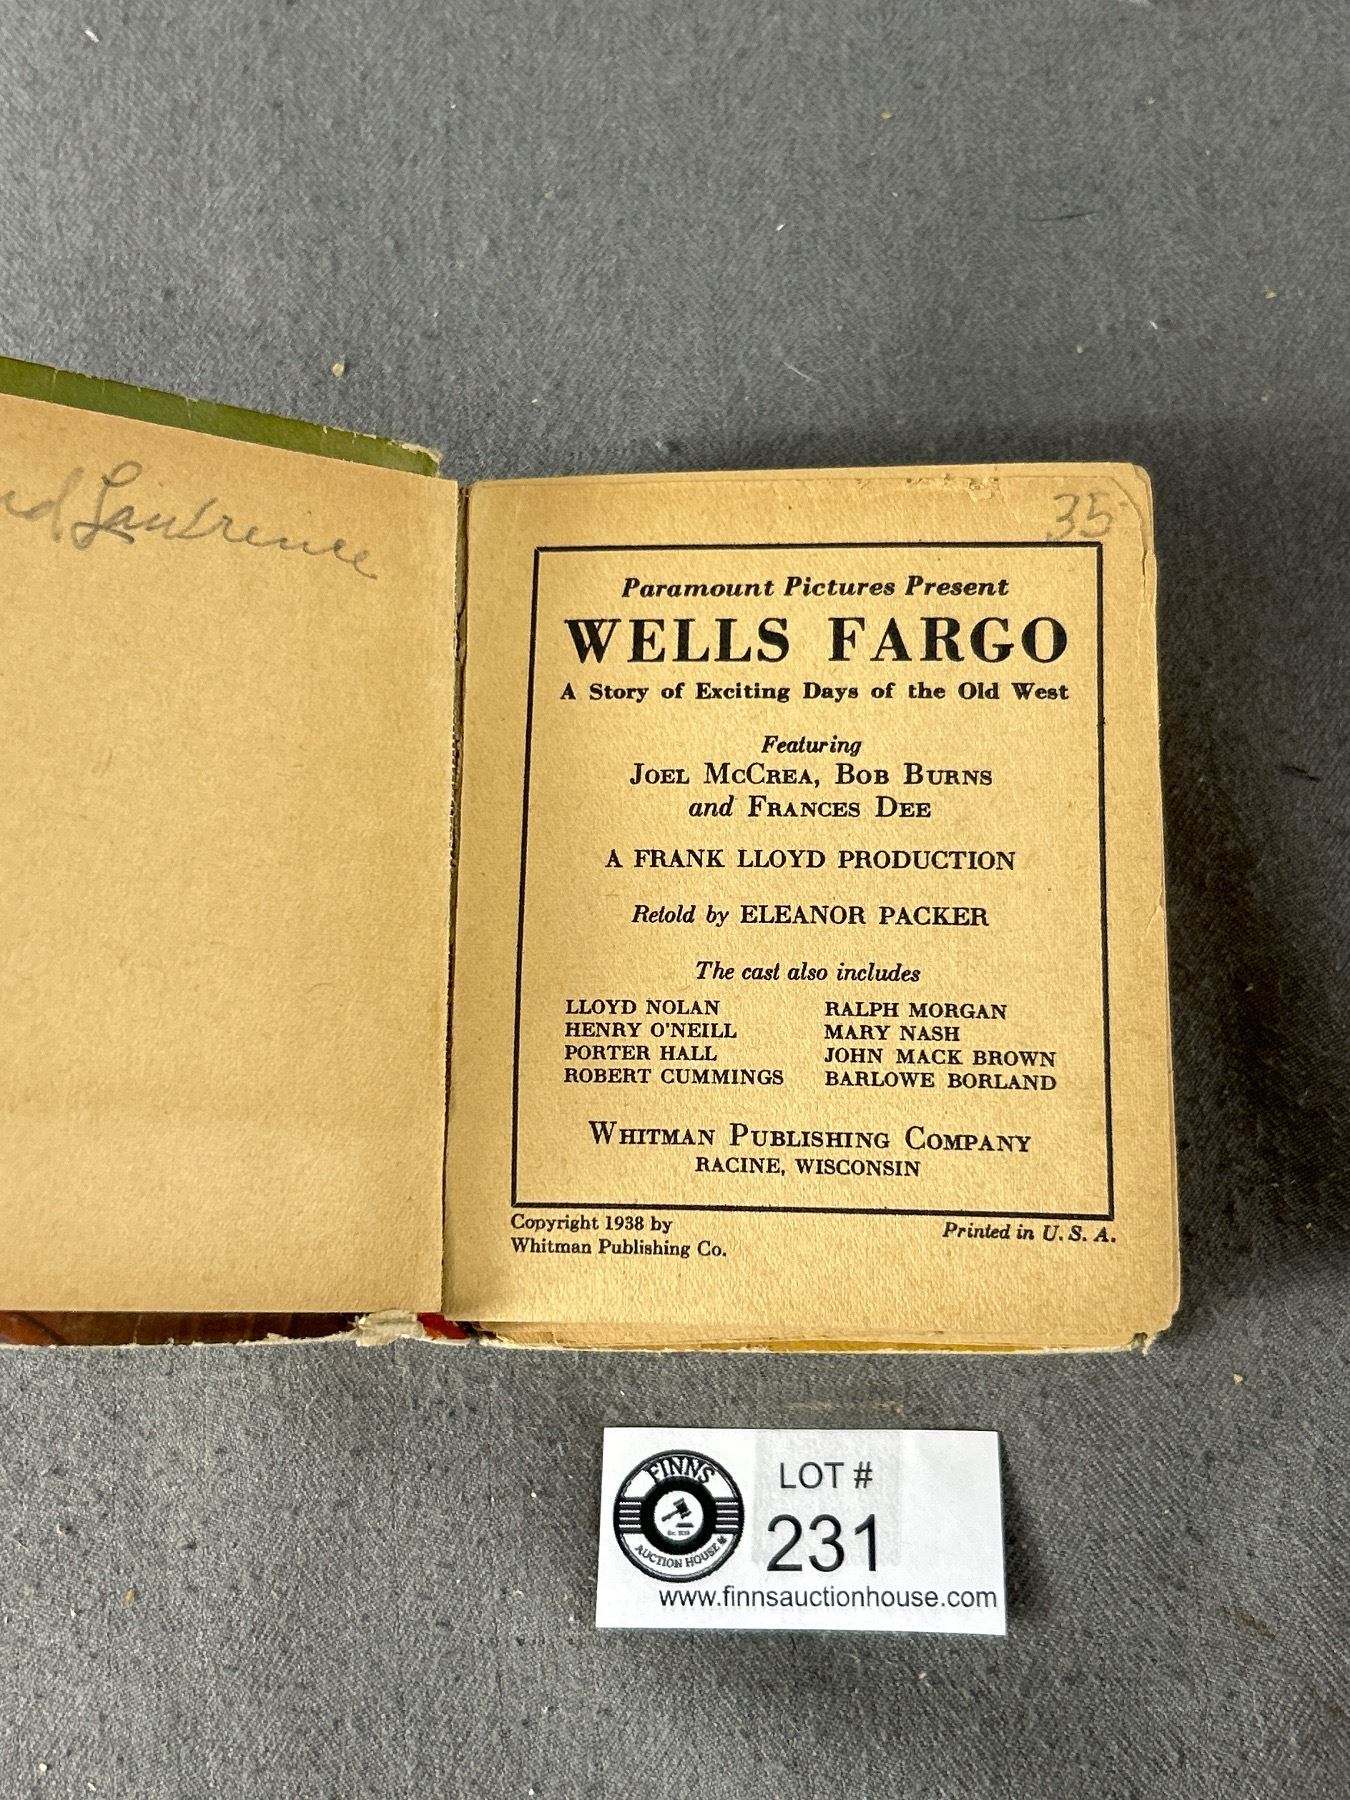 Lawrence
35
Paramount Pictures Present
WELLS FARGO
A Story of Exciting Days of the Old West
Featuring
JOEL MCCREA, BOB BURNS
and FRANCES DEE
A FRANK LLOYD PRODUCTION
Retold by ELEANOR PACKER
The cast also includes
LLOYD NOLAN RALPH MORGAN
HENRY O'NEILL MARY NASH
PORTER HALL JOHN MACK BROWN
ROBERT CUMMINGS BARLOWE BORLAND
WHITMAN PUBLISHING COMPANY
RACINE, WISCONSIN
Copyright 1938 by
Whitman Publishing Co.
Printed in U. S. A.
FINNS
AUCTION HOUSE
LOT #
231
www.finnsauctionhouse.com